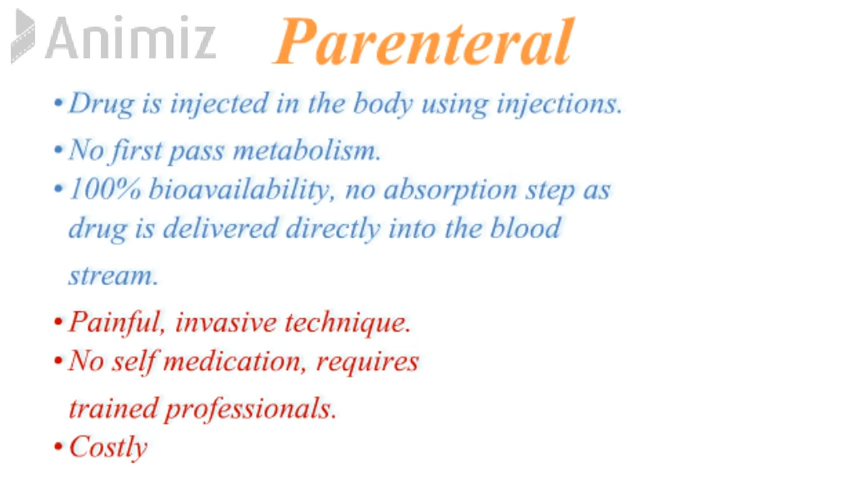 Animiz
Parenteral
• Drug is injected in the body using injections.
• No first pass metabolism.
• 100% bioavailability, no absorption step as
drug is delivered directly into the blood
stream.
• Painful, invasive technique.
• No self medication, requires
trained professionals.
• Costly